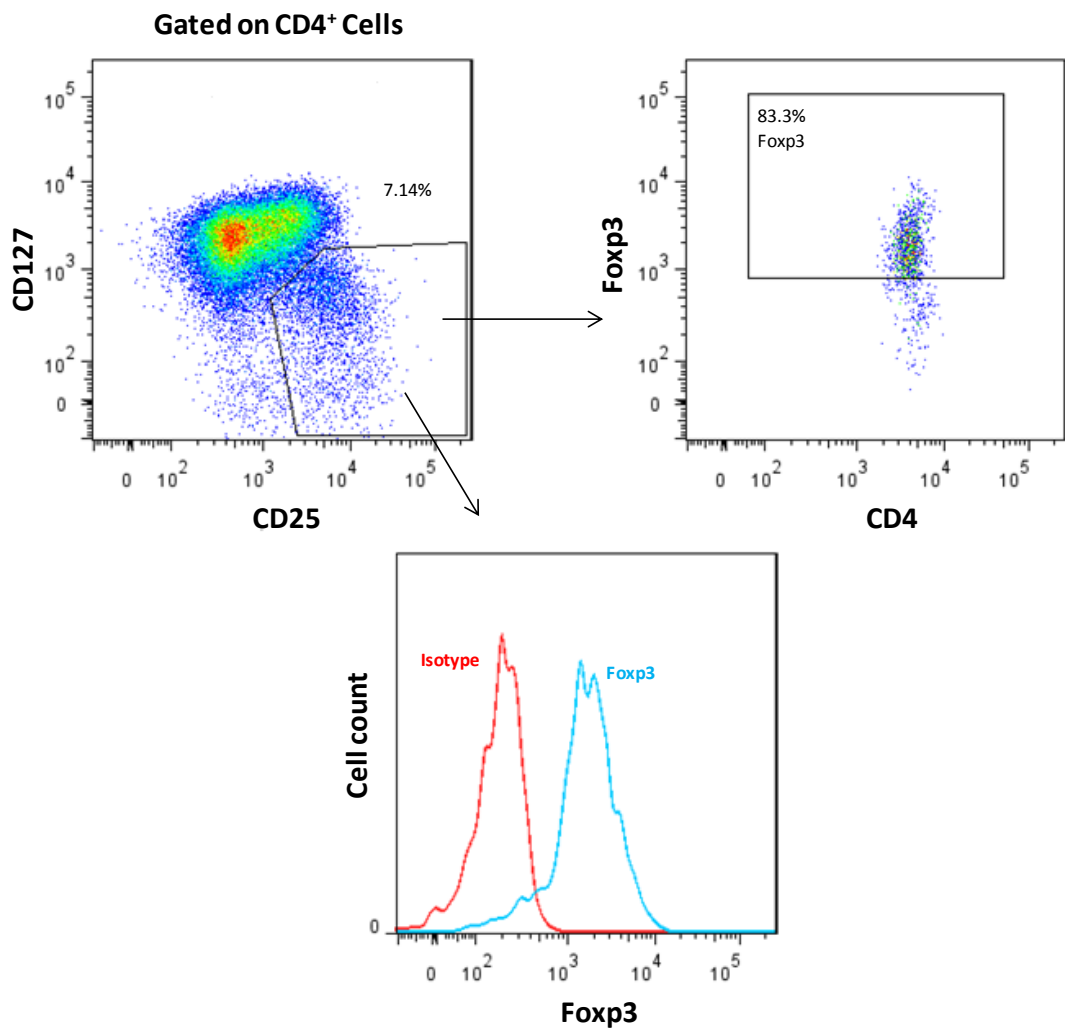 Gated on CD4⁺ Cells
CD127
10⁵
10⁴
10³
10²
0
7.14%
0 10² 10³ 10⁴ 10⁵
CD25
Foxp3
10⁵
10⁴
10³
10²
0
83.3%
Foxp3
0 10² 10³ 10⁴ 10⁵
CD4
Cell count
Isotype
Foxp3
0
0 10² 10³ 10⁴ 10⁵
Foxp3